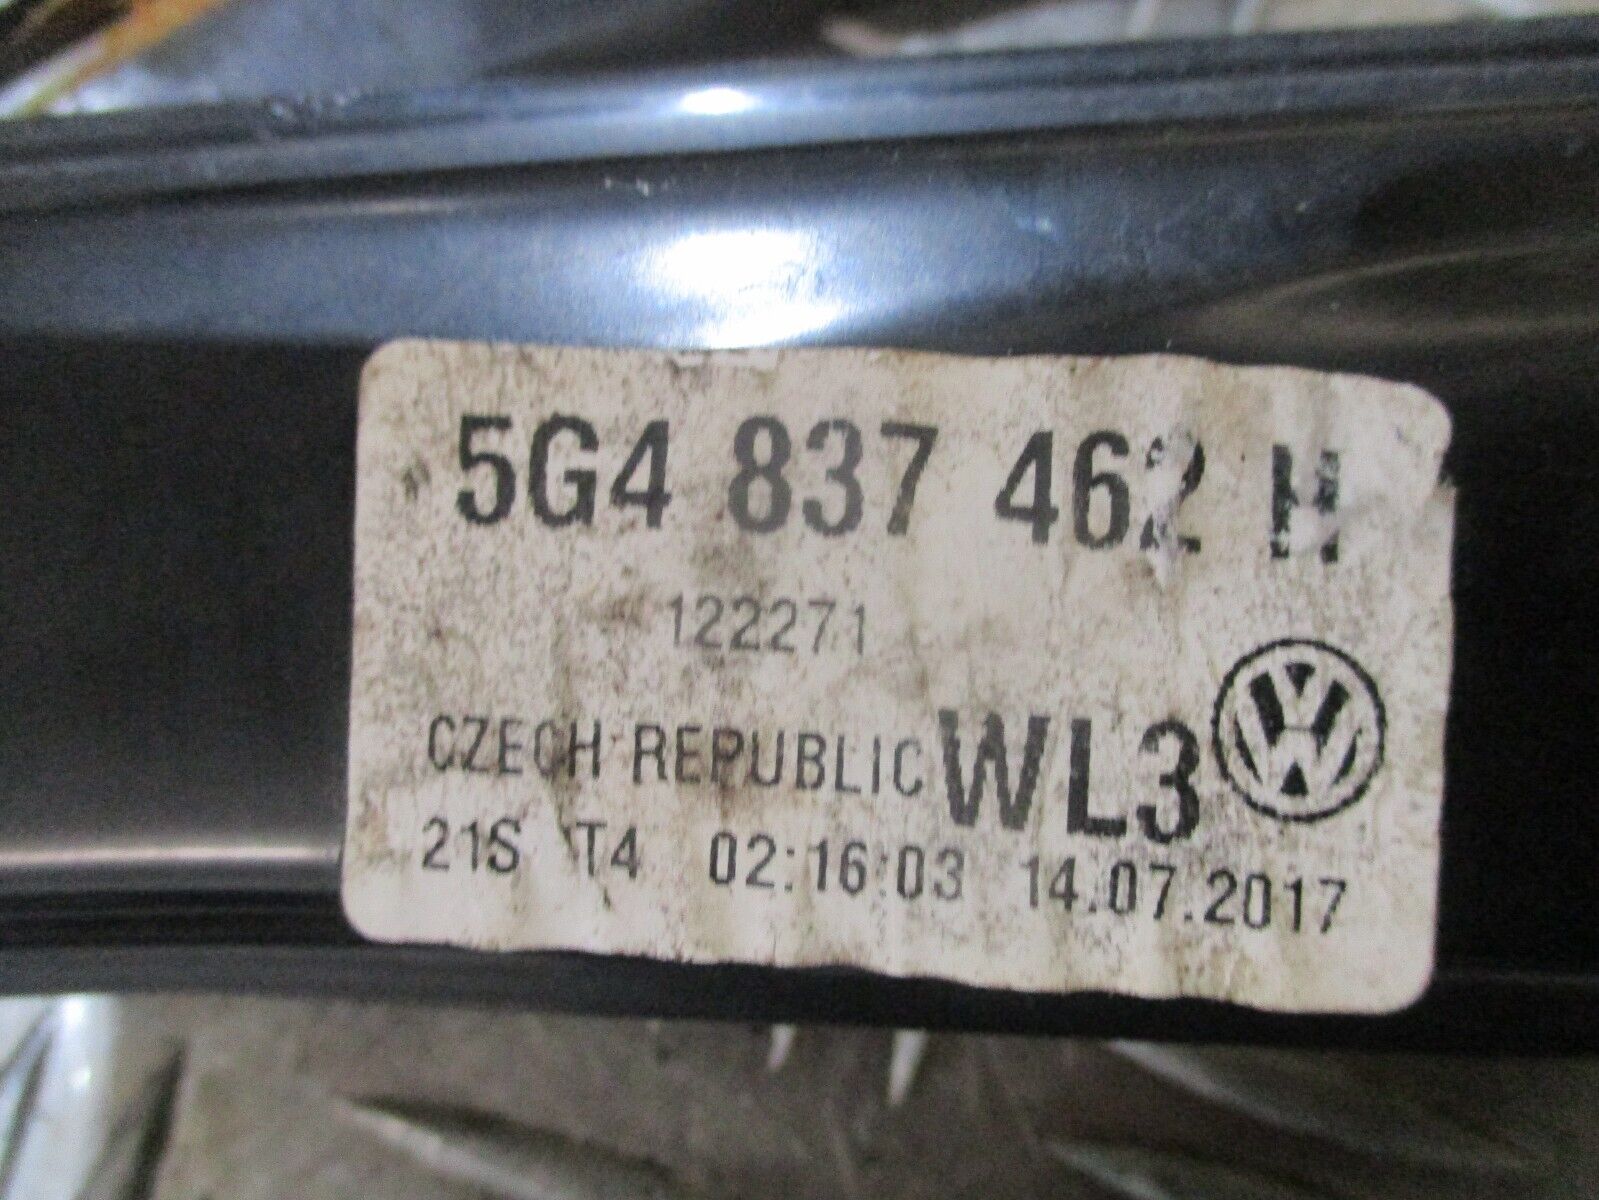 5G4 837 462 H
122271
CZECH REPUBLIC WL3
21S T4 02:16:03 14.07.2017